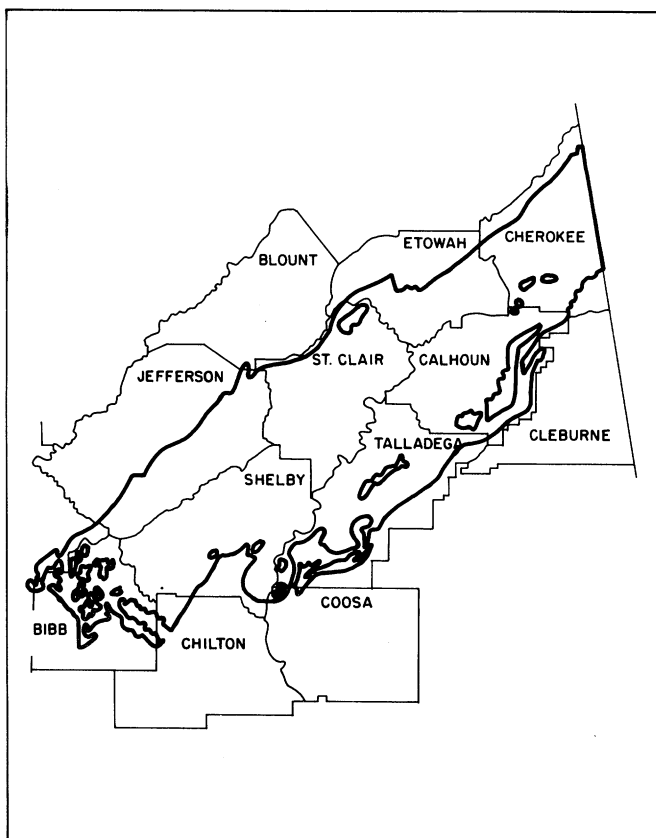 ETOWAH
CHEROKEE
BLOUNT
ST. CLAIR
CALHOUN
JEFFERSON
TALLADEGA
CLEBURNE
SHELBY
COOSA
BIBB
CHILTON